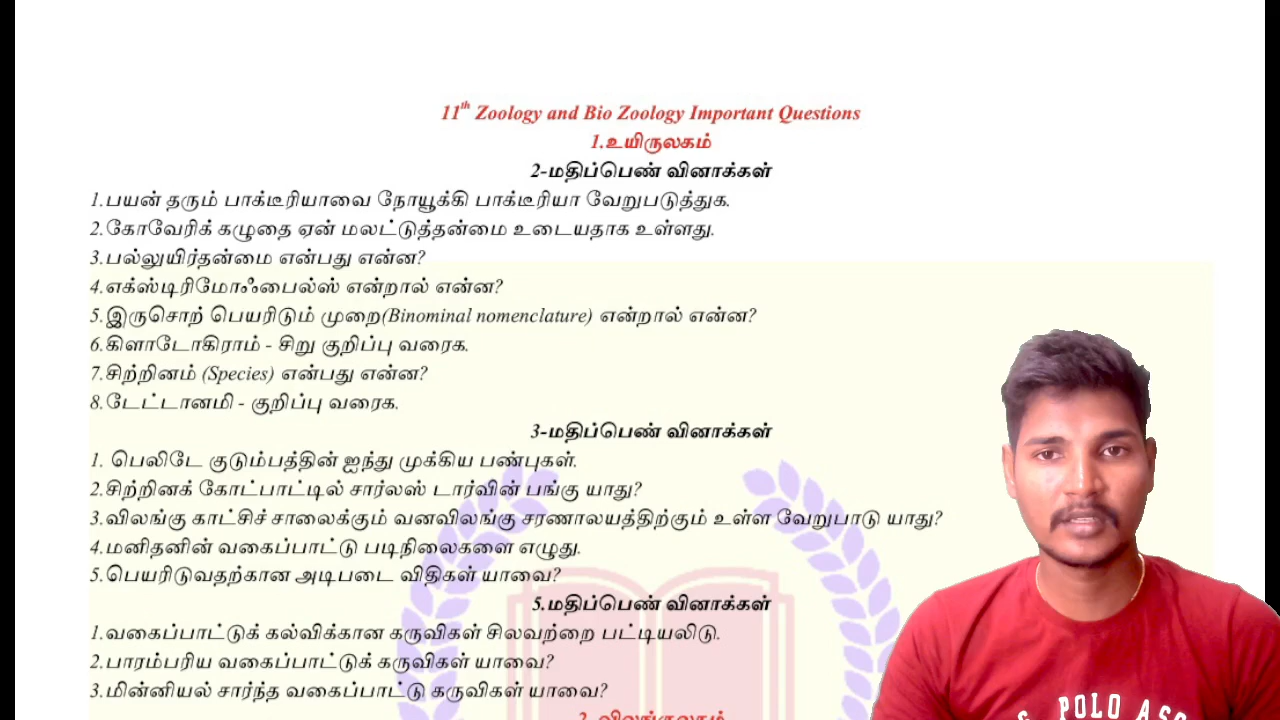 11th Zoology and Bio Zoology Important Questions
1.உயிருலகம்
2-மதிப்பெண் வினாக்கள்
1.பயன் தரும் பாக்டீரியாவை நோயூக்கி பாக்டீரியா வேறுபடுத்துக.
2.கோவேரிக் கழுதை ஏன் மலட்டுத்தன்மை உடையதாக உள்ளது.
3.பல்லுயிர்தன்மை என்பது என்ன?
4.எக்ஸ்டிரிமோஃபைல்ஸ் என்றால் என்ன?
5.இருசொற் பெயரிடும் முறை(Binominal nomenclature) என்றால் என்ன?
6.கிளாடோகிராம் - சிறு குறிப்பு வரைக.
7.சிற்றினம் (Species) என்பது என்ன?
8.டேட்டானமி - குறிப்பு வரைக.
3-மதிப்பெண் வினாக்கள்
1. பெலிடே குடும்பத்தின் ஐந்து முக்கிய பண்புகள்.
2.சிற்றினக் கோட்பாட்டில் சார்லஸ் டார்வின் பங்கு யாது?
3.விலங்கு காட்சிச் சாலைக்கும் வனவிலங்கு சரணாலயத்திற்கும் உள்ள வேறுபாடு யாது?
4.மனிதனின் வகைப்பாட்டு படிநிலைகளை எழுது.
5.பெயரிடுவதற்கான அடிபடை விதிகள் யாவை?
5.மதிப்பெண் வினாக்கள்
1.வகைப்பாட்டுக் கல்விக்கான கருவிகள் சிலவற்றை பட்டியலிடு.
2.பாரம்பரிய வகைப்பாட்டுக் கருவிகள் யாவை?
3.மின்னியல் சார்ந்த வகைப்பாட்டு கருவிகள் யாவை?
POLO